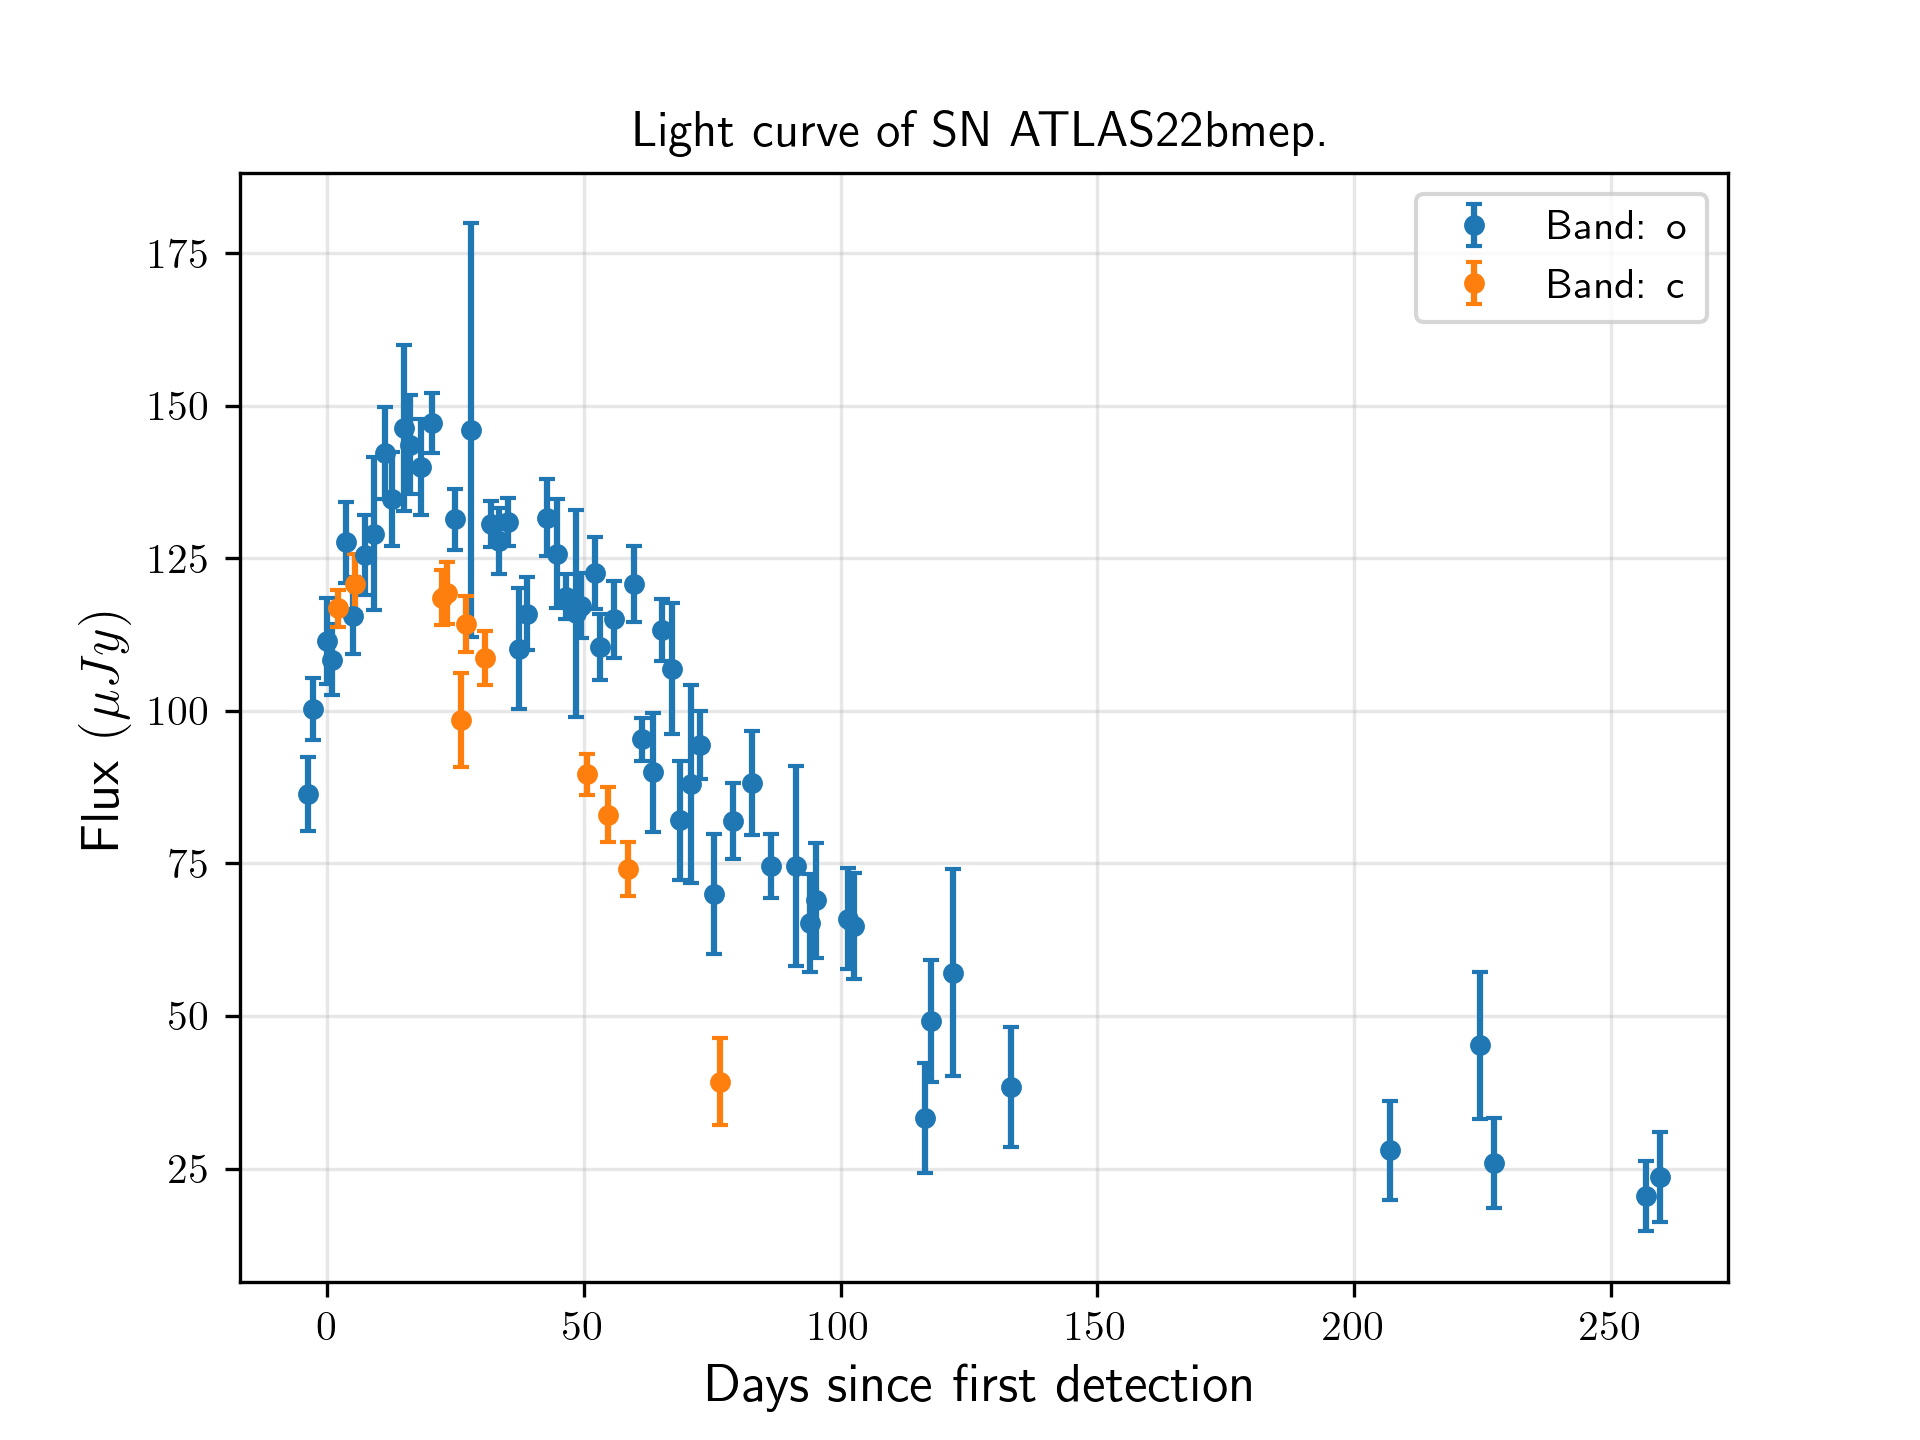 Light curve of SN ATLAS22bmep.
Band: o
Band: c
Flux (μJy)
175
150
125
100
75
50
25
0 50 100 150 200 250
Days since first detection